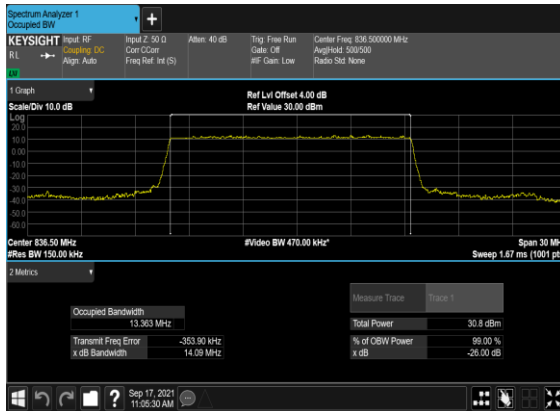 Spectrum Analyzer 1
Occupied BW
+
KEYSIGHT Input: RF Input Z: 50 Ω Atten: 40 dB Trig: Free Run Center Freq: 836.500000 MHz
RL Coupling: DC Corr CCorr Gate: Off Avg|Hold: 500/500
Align: Auto Freq Ref: Int (S) #IF Gain: Low Radio Std: None
LXI
1 Graph
Ref Lvl Offset 4.00 dB
Scale/Div 10.0 dB Ref Value 30.00 dBm
Log
20.0
10.0
0.00
-10.0
-20.0
-30.0
-40.0
-50.0
-60.0
Center 836.50 MHz #Video BW 470.00 kHz* Span 30 MH
#Res BW 150.00 kHz Sweep 1.67 ms (1001 pt
2 Metrics
Measure Trace Trace 1
Occupied Bandwidth
13.363 MHz Total Power 30.8 dBm
Transmit Freq Error -353.90 kHz % of OBW Power 99.00 %
x dB Bandwidth 14.09 MHz x dB -26.00 dB
? Sep 17, 2021
11:05:30 AM